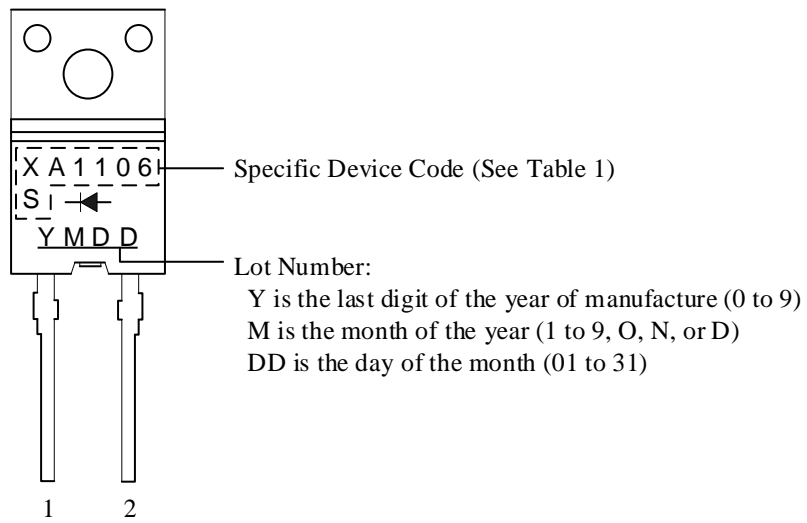 XA1106
S
YMDD
Specific Device Code (See Table 1)
Lot Number:
Y is the last digit of the year of manufacture (0 to 9)
M is the month of the year (1 to 9, O, N, or D)
DD is the day of the month (01 to 31)
1 2